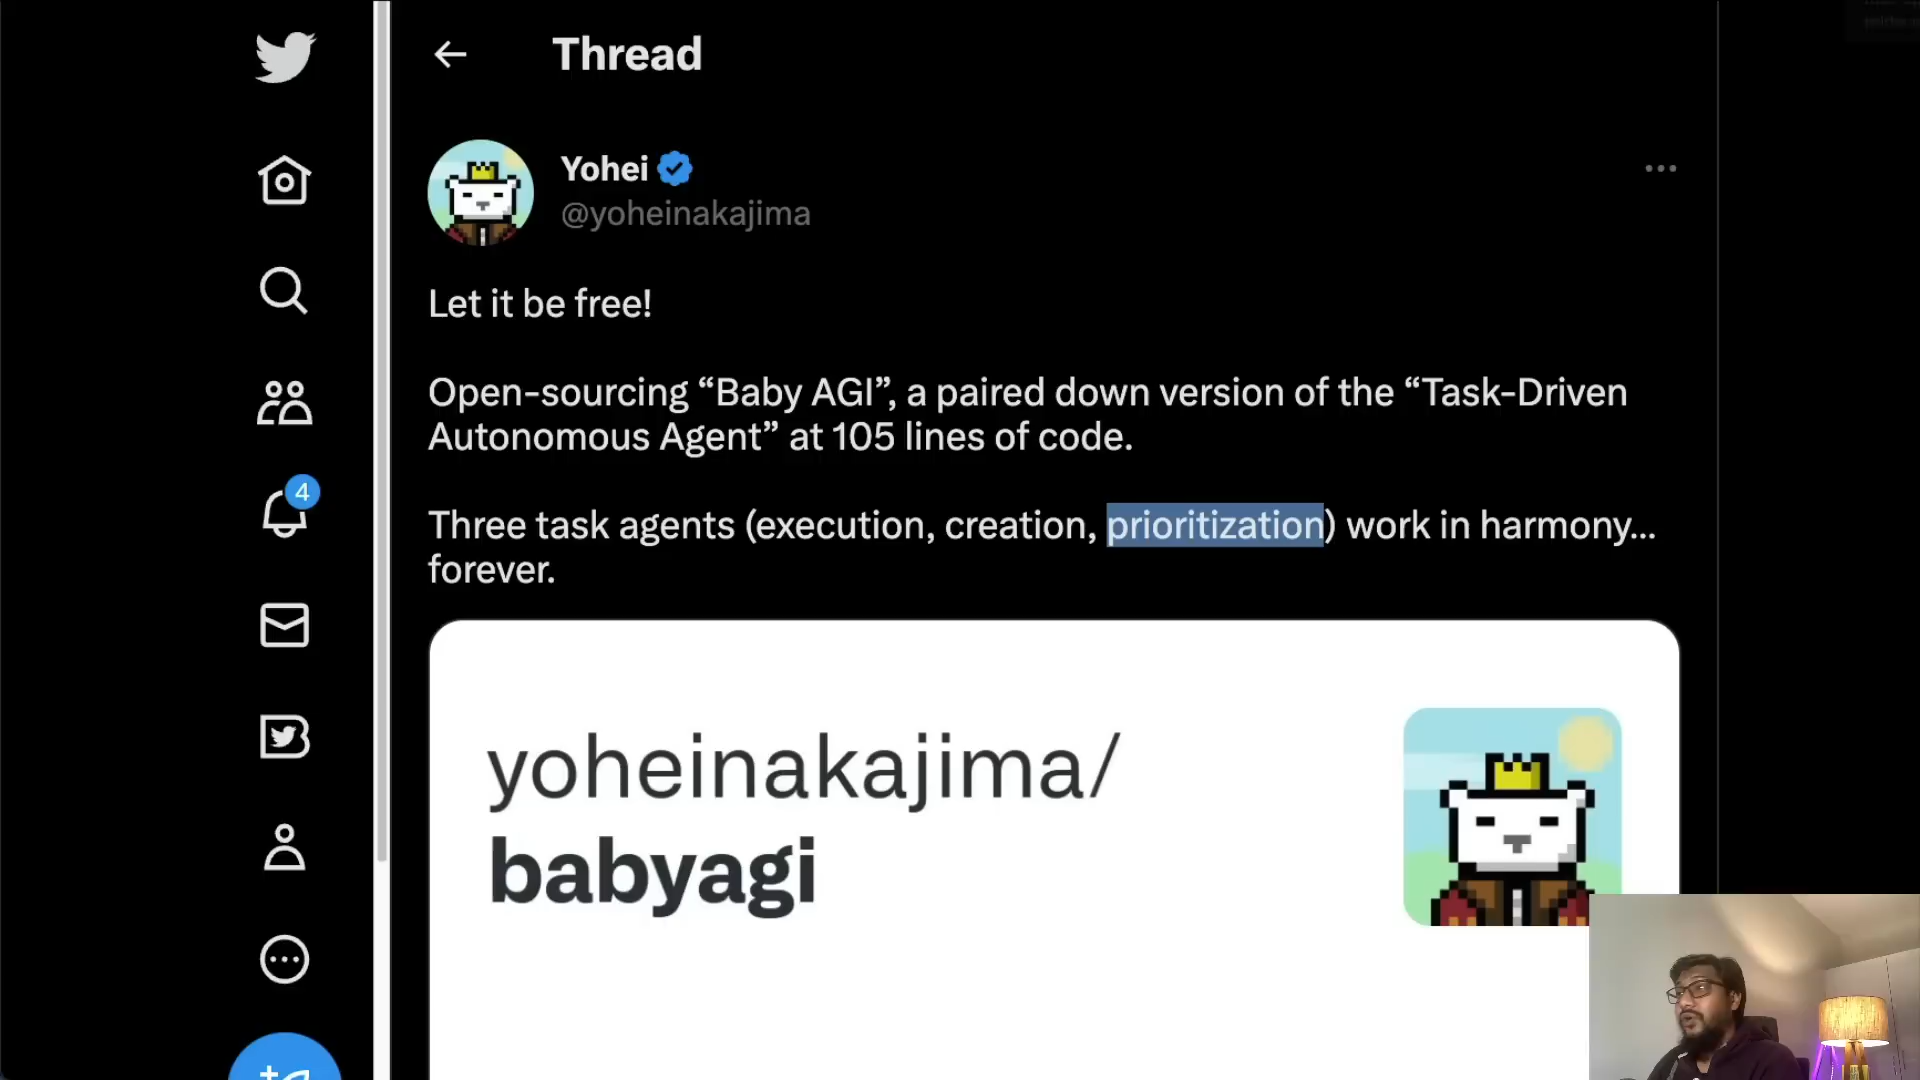 Thread
Yohei
@yoheinakajima
Let it be free!
Open-sourcing “Baby AGI”, a paired down version of the “Task-Driven
Autonomous Agent” at 105 lines of code.
4
Three task agents (execution, creation, prioritization) work in harmony...
forever.
yoheinakajima/
babyagi